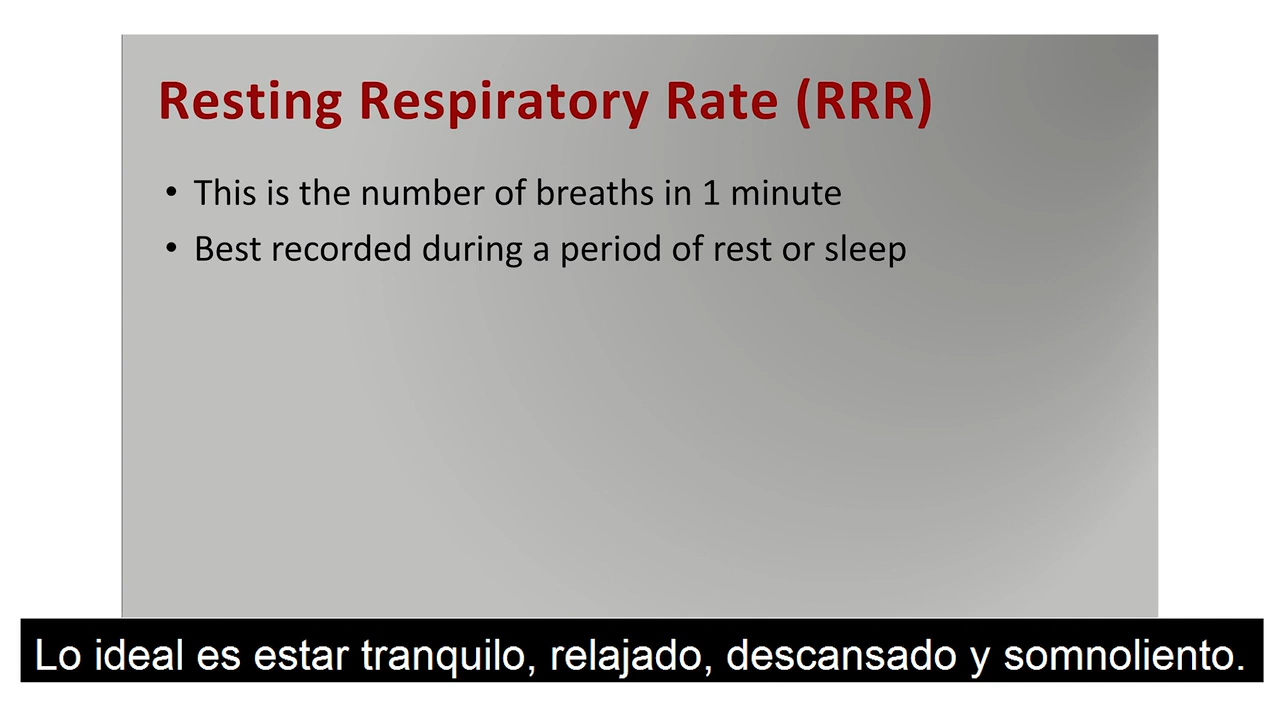 Resting Respiratory Rate (RRR)
• This is the number of breaths in 1 minute
• Best recorded during a period of rest or sleep
Lo ideal es estar tranquilo, relajado, descansado y somnoliento.